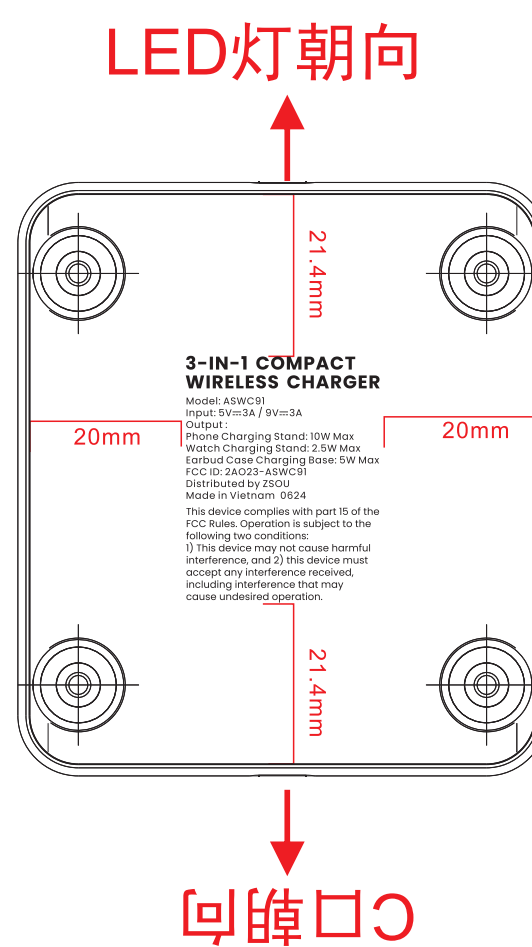 LED灯朝向
21.4mm
3-IN-1 COMPACT
WIRELESS CHARGER
Model: ASWC91
Input: 5V⎓3A / 9V⎓3A
Output :
Phone Charging Stand: 10W Max
Watch Charging Stand: 2.5W Max
Earbud Case Charging Base: 5W Max
FCC ID: 2AO23-ASWC91
Distributed by ZSOU
Made in Vietnam 0624
20mm
20mm
This device complies with part 15 of the
FCC Rules. Operation is subject to the
following two conditions:
1) This device may not cause harmful
interference, and 2) this device must
accept any interference received,
including interference that may
cause undesired operation.
21.4mm
C口朝向